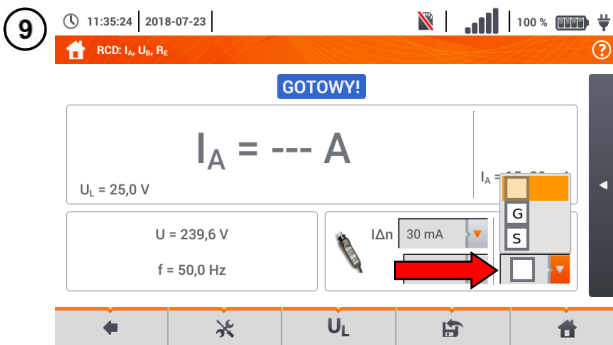 9
11:35:24 2018-07-23 100 %
RCD: IA, UB, RE ?
GOTOWY!
IA = --- A
UL = 25,0 V
IA =
G
S
U = 239,6 V
IΔn 30 mA
f = 50,0 Hz
UL